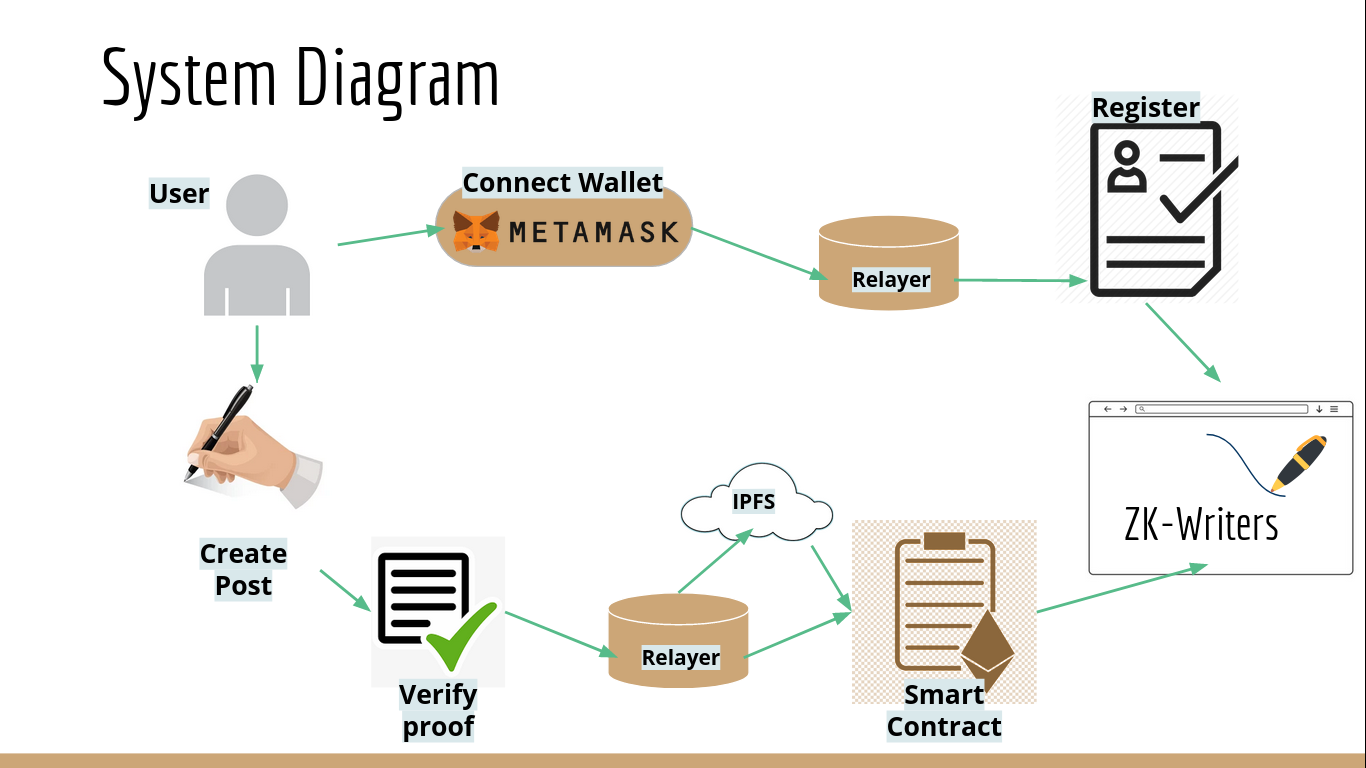 System Diagram
Register
User
Connect Wallet
METAMASK
Relayer
ZK-Writers
IPFS
Create
Post
Relayer
Verify
proof
Smart
Contract